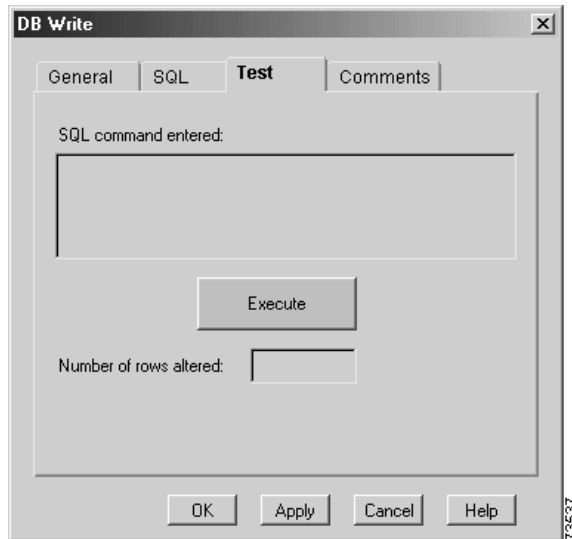 DB Write
General SQL Test Comments
SQL command entered:
Execute
Number of rows altered:
OK Apply Cancel Help
73537